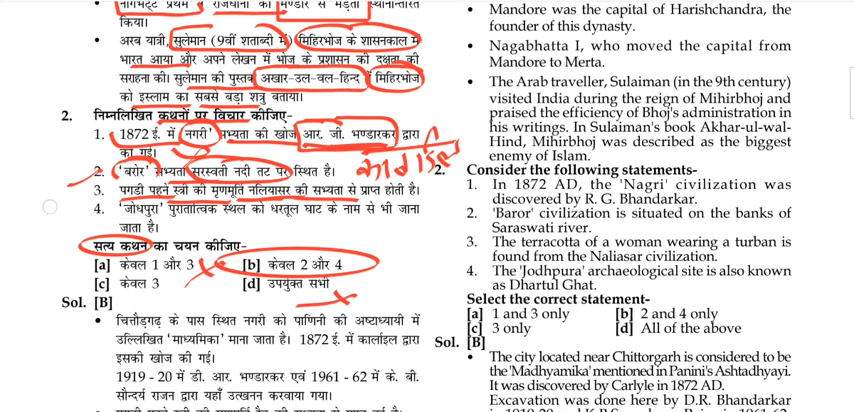 नागभट्ट प्रथम ने राजधानी को मण्डोर से मेड़ता स्थानान्तरित
किया।
• अरब यात्री, सुलेमान (9वीं शताब्दी में) मिहिरभोज के शासनकाल में
भारत आया और अपने लेखन में भोज के प्रशासन की दक्षता की
सराहना की। सुलेमान की पुस्तक अखार-उल-वल-हिन्द में मिहिरभोज
को इस्लाम का सबसे बड़ा शत्रु बताया।
2. निम्नलिखित कथनों पर विचार कीजिए-
1. 1872 ई. में 'नगरी' सभ्यता की खोज आर. जी. भण्डारकर द्वारा
की गई।
कार्लाइल
2. 'बरोर' सभ्यता सरस्वती नदी तट पर स्थित है।
3. पगड़ी पहने स्त्री की मृणमूर्ति नलियासर की सभ्यता से प्राप्त होती है।
4. 'जोधपुरा' पुरातात्विक स्थल को धरतूल घाट के नाम से भी जाना
जाता है।
सत्य कथन का चयन कीजिए-
[a] केवल 1 और 3 [b] केवल 2 और 4
[c] केवल 3 [d] उपर्युक्त सभी
Sol. [B]
• चित्तौड़गढ़ के पास स्थित नगरी को पाणिनी की अष्टाध्यायी में
उल्लिखित 'माध्यमिका' माना जाता है। 1872 ई. में कार्लाइल द्वारा
इसकी खोज की गई।
1919 - 20 में डी. आर. भण्डारकर एवं 1961 - 62 में के. बी.
सौन्दर्य राजन द्वारा यहाँ उत्खनन करवाया गया।
• Mandore was the capital of Harishchandra, the
founder of this dynasty.
• Nagabhatta I, who moved the capital from
Mandore to Merta.
• The Arab traveller, Sulaiman (in the 9th century)
visited India during the reign of Mihirbhoj and
praised the efficiency of Bhoj's administration in
his writings. In Sulaiman's book Akhar-ul-wal-
Hind, Mihirbhoj was described as the biggest
enemy of Islam.
2. Consider the following statements-
1. In 1872 AD, the 'Nagri' civilization was
discovered by R. G. Bhandarkar.
2. 'Baror' civilization is situated on the banks of
Saraswati river.
3. The terracotta of a woman wearing a turban is
found from the Naliasar civilization.
4. The 'Jodhpura' archaeological site is also known
as Dhartul Ghat.
Select the correct statement-
[a] 1 and 3 only [b] 2 and 4 only
[c] 3 only [d] All of the above
Sol. [B]
• The city located near Chittorgarh is considered to be
the 'Madhyamika' mentioned in Panini's Ashtadhyayi.
It was discovered by Carlyle in 1872 AD.
Excavation was done here by D.R. Bhandarkar